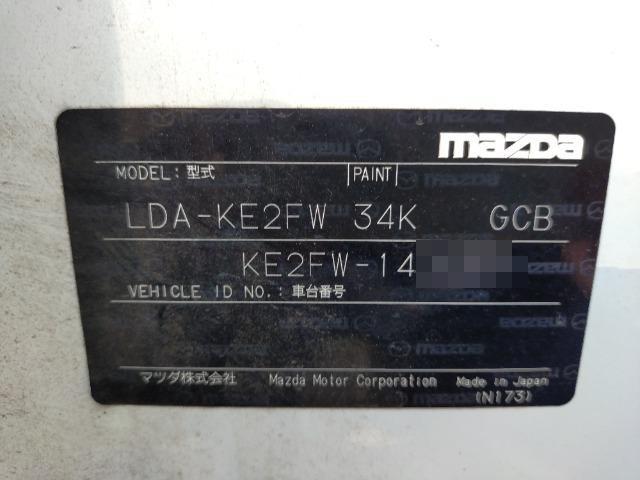 mazda
MODEL: 型式 PAINT
LDA-KE2FW 34K GCB
KE2FW-14
VEHICLE ID NO.: 車台番号
マツダ株式会社 Mazda Motor Corporation Made in Japan
(N173)